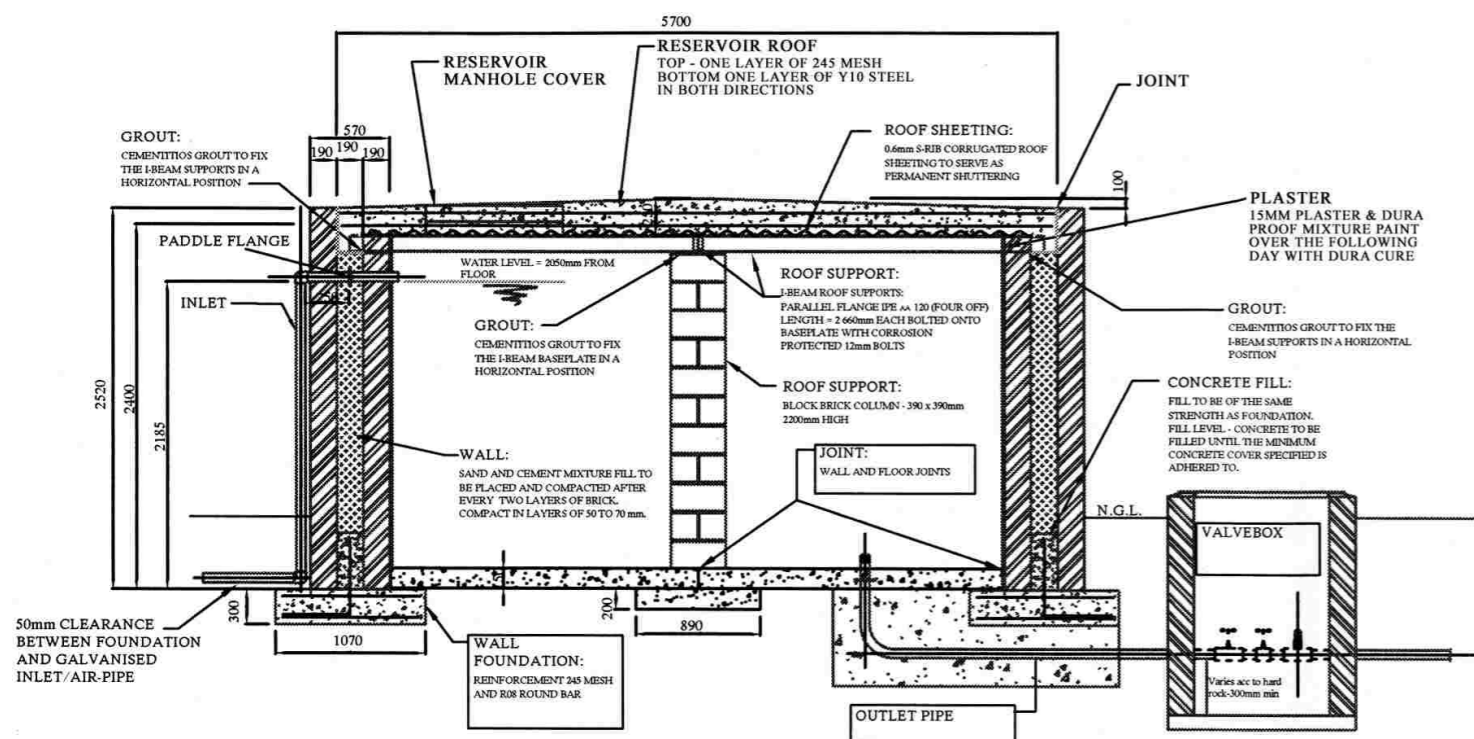 5700
RESERVOIR
MANHOLE COVER
RESERVOIR ROOF
TOP - ONE LAYER OF 245 MESH
BOTTOM ONE LAYER OF Y10 STEEL
IN BOTH DIRECTIONS
JOINT
GROUT:
CEMENTITIOS GROUT TO FIX
THE I-BEAM SUPPORTS IN A
HORIZONTAL POSITION
570
190
190
190
ROOF SHEETING:
0.6mm S-RIB CORRUGATED ROOF
SHEETING TO SERVE AS
PERMANENT SHUTTERING
100
PLASTER
15MM PLASTER & DURA
PROOF MIXTURE PAINT
OVER THE FOLLOWING
DAY WITH DURA CURE
PADDLE FLANGE
WATER LEVEL = 2050mm FROM
FLOOR
INLET
GROUT:
CEMENTITIOS GROUT TO FIX
THE I-BEAM BASEPLATE IN A
HORIZONTAL POSITION
ROOF SUPPORT:
I-BEAM ROOF SUPPORTS:
PARALLEL FLANGE IPE AA 120 (FOUR OFF)
LENGTH = 2 660mm EACH BOLTED ONTO
BASEPLATE WITH CORROSION
PROTECTED 12mm BOLTS
GROUT:
CEMENTITIOS GROUT TO FIX THE
I-BEAM SUPPORTS IN A HORIZONTAL
POSITION
ROOF SUPPORT:
BLOCK BRICK COLUMN - 390 x 390mm
2200mm HIGH
CONCRETE FILL:
FILL TO BE OF THE SAME
STRENGTH AS FOUNDATION.
FILL LEVEL - CONCRETE TO BE
FILLED UNTIL THE MINIMUM
CONCRETE COVER SPECIFIED IS
ADHERED TO.
2520
2400
2185
WALL:
SAND AND CEMENT MIXTURE FILL TO
BE PLACED AND COMPACTED AFTER
EVERY TWO LAYERS OF BRICK.
COMPACT IN LAYERS OF 50 TO 70 mm.
JOINT:
WALL AND FLOOR JOINTS
N.G.L.
VALVEBOX
300
200
1070
890
50mm CLEARANCE
BETWEEN FOUNDATION
AND GALVANISED
INLET/AIR-PIPE
WALL
FOUNDATION:
REINFORCEMENT 245 MESH
AND R08 ROUND BAR
OUTLET PIPE
Varies acc to hard
rock-300mm min